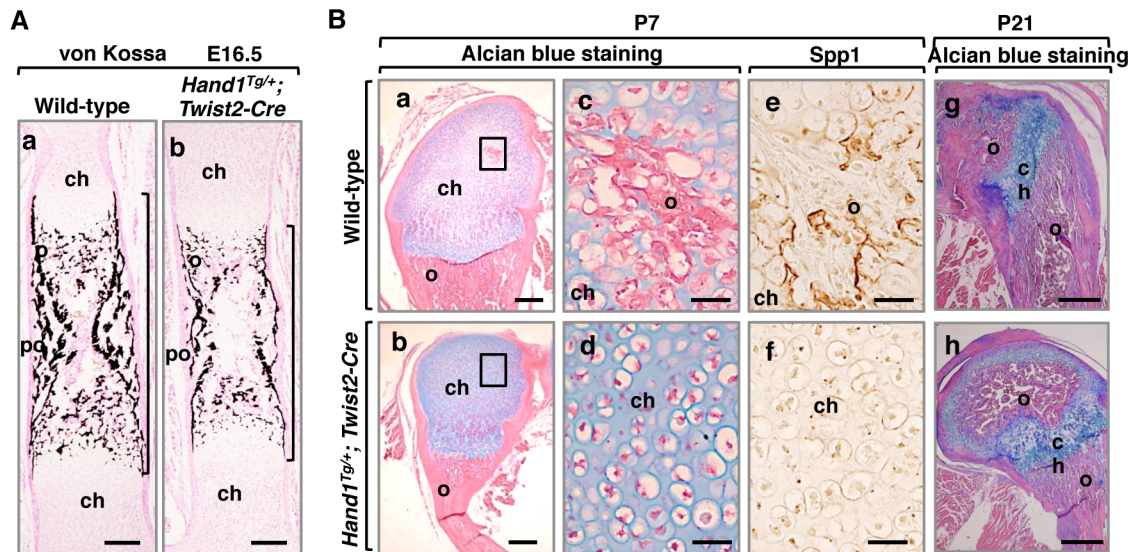 A
B
P7
P21
von Kossa E16.5
Alcian blue staining
Spp1
Alcian blue staining
Wild-type
Hand1Tg/+;
Twist2-Cre
a
ch
p
po
ch
b
ch
o
po
ch
Wild-type
a
ch
o
c
o
ch
e
o
ch
g
o
c
h
o
Hand1Tg/+; Twist2-Cre
b
ch
o
d
ch
f
ch
h
o
c
h
o